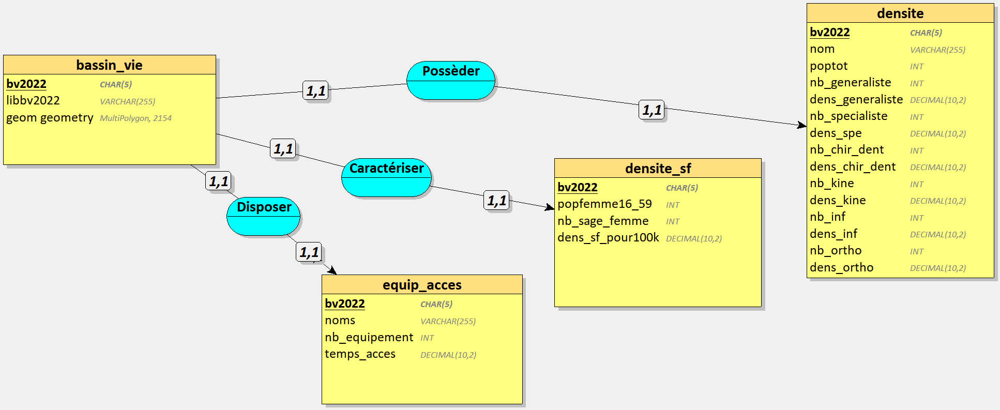 bassin_vie
bv2022 CHAR(5)
libbv2022 VARCHAR(255)
geom geometry MultiPolygon, 2154
1,1
Possèder
1,1
densite
bv2022 CHAR(5)
nom VARCHAR(255)
poptot INT
nb_generaliste INT
dens_generaliste DECIMAL(10,2)
nb_specialiste INT
dens_spe DECIMAL(10,2)
nb_chir_dent INT
dens_chir_dent DECIMAL(10,2)
nb_kine INT
dens_kine DECIMAL(10,2)
nb_inf INT
dens_inf DECIMAL(10,2)
nb_ortho INT
dens_ortho DECIMAL(10,2)
1,1
Caractériser
1,1
densite_sf
bv2022 CHAR(5)
popfemme16_59 INT
nb_sage_femme INT
dens_sf_pour100k DECIMAL(10,2)
1,1
Disposer
1,1
equip_acces
bv2022 CHAR(5)
noms VARCHAR(255)
nb_equipement INT
temps_acces DECIMAL(10,2)